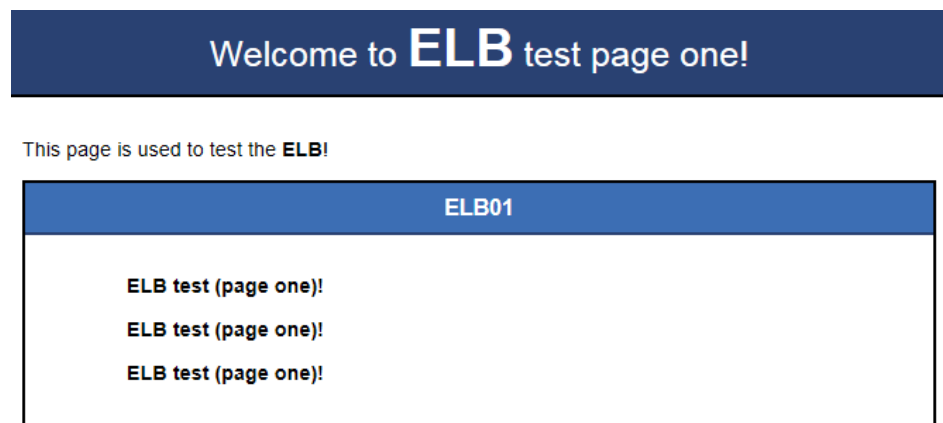 Welcome to ELB test page one!
This page is used to test the ELB!
ELB01
ELB test (page one)!
ELB test (page one)!
ELB test (page one)!